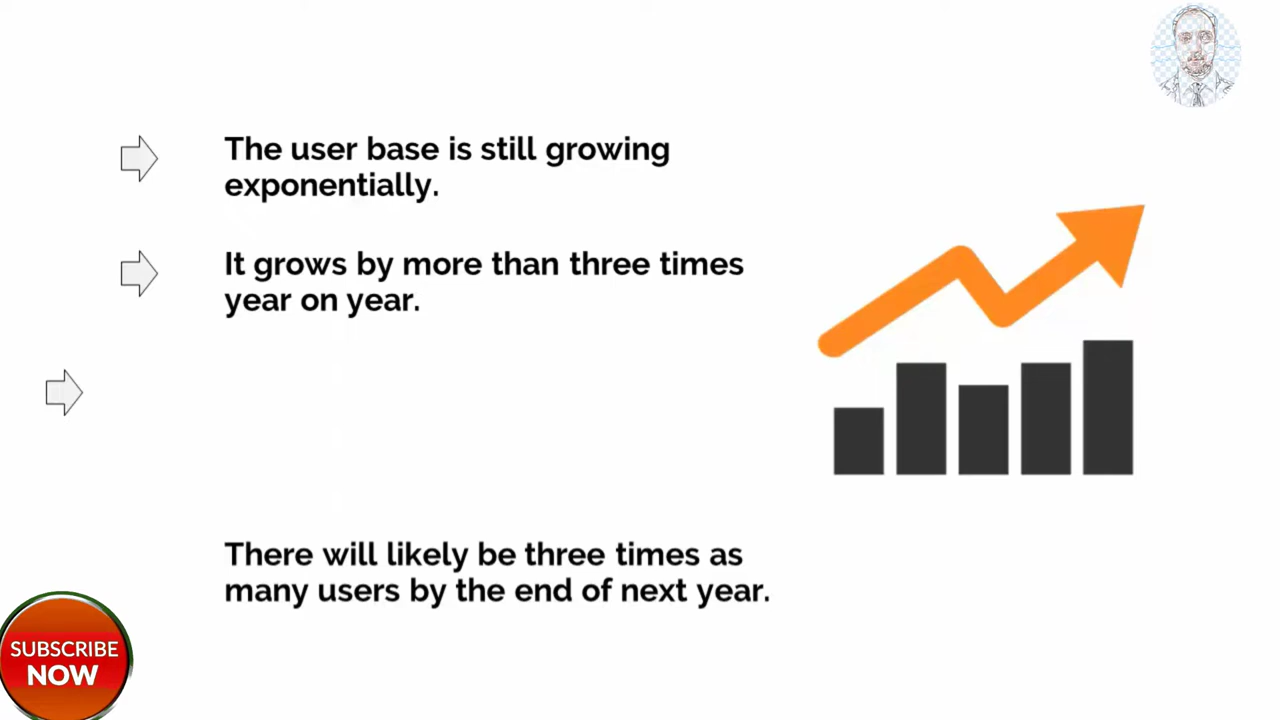 The user base is still growing
exponentially.
It grows by more than three times
year on year.
There will likely be three times as
many users by the end of next year.
SUBSCRIBE
NOW